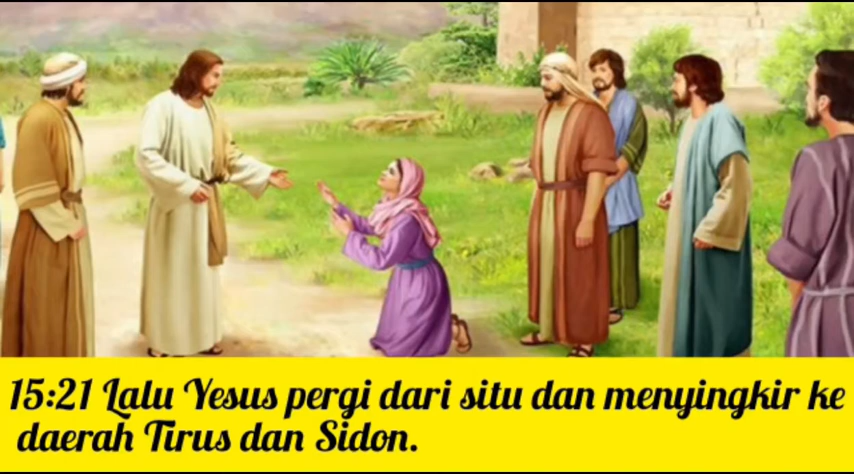 15:21 Lalu Yesus pergi dari situ dan menyingkir ke
daerah Tirus dan Sidon.